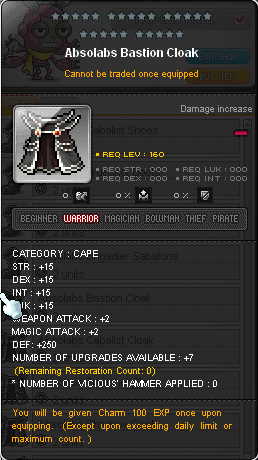 Absolabs Bastion Cloak
Cannot be traded once equipped
Damage increase
• REQ LEV : 160
• REQ STR : 000 • REQ LUK : 000
• REQ DEX : 000 • REQ INT : 000
0 0 % 0 %
BEGINNER WARRIOR MAGICIAN BOWMAN THIEF PIRATE
CATEGORY : CAPE
STR : +15
DEX : +15
INT : +15
LUK : +15
WEAPON ATTACK : +2
MAGIC ATTACK : +2
DEF: +250
NUMBER OF UPGRADES AVAILABLE : +7
(Remaining Restoration Count: 0)
* NUMBER OF VICIOUS' HAMMER APPLIED : 0
You will be given Charm 100 EXP once upon
equipping. (Except upon exceeding daily limit or
maximum count. )